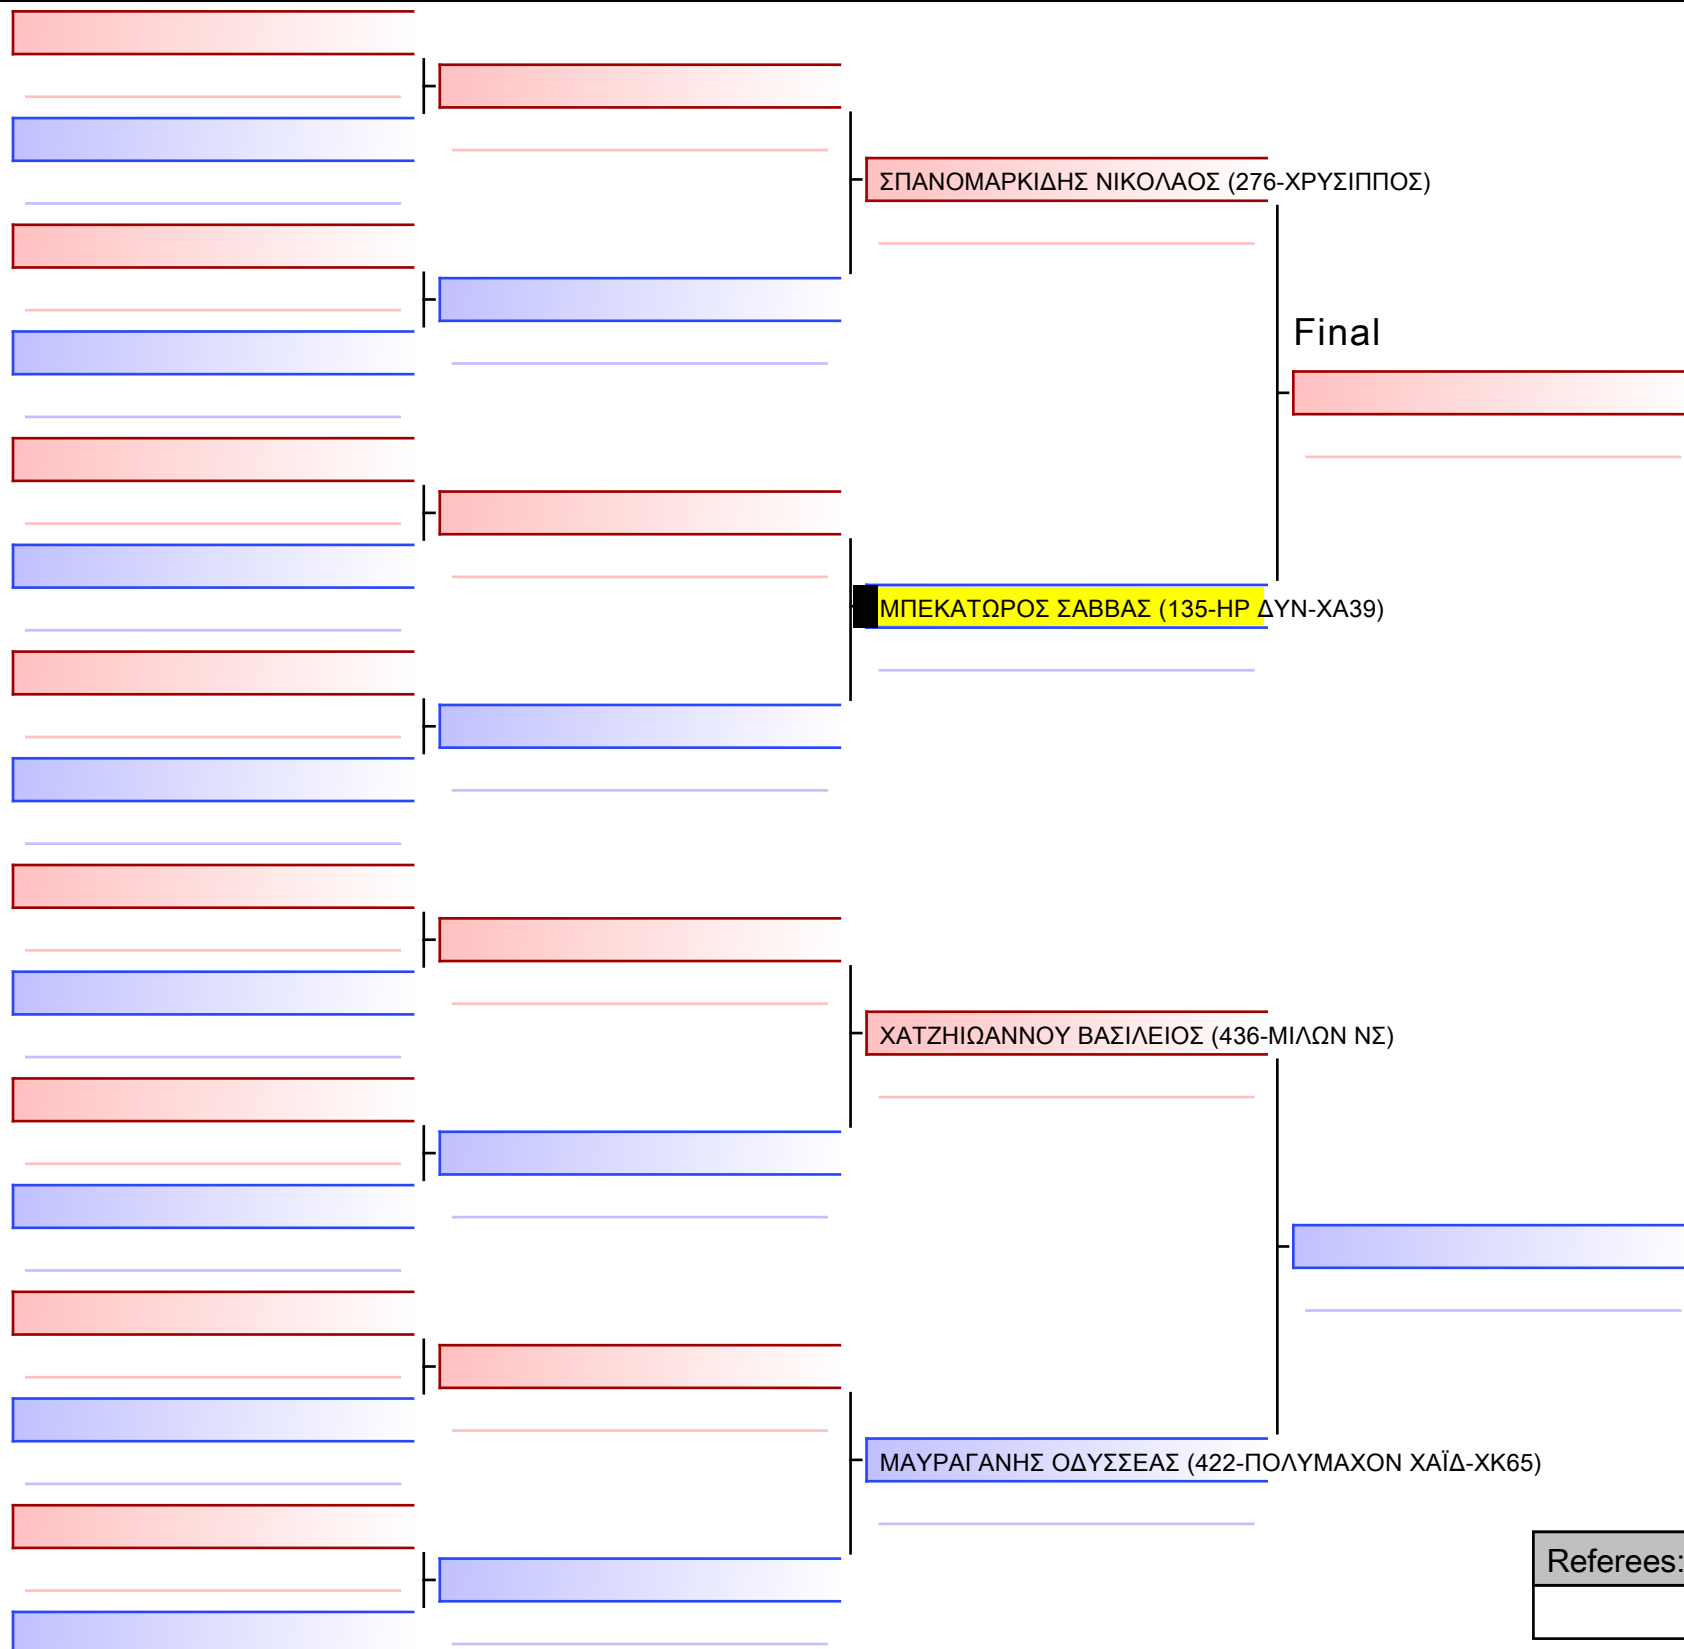 ΣΠΑΝΟΜΑΡΚΙΔΗΣ ΝΙΚΟΛΑΟΣ (276-ΧΡΥΣΙΠΠΟΣ)
Final
ΜΠΕΚΑΤΩΡΟΣ ΣΑΒΒΑΣ (135-ΗΡ ΔΥΝ-ΧΑ39)
ΧΑΤΖΗΙΩΑΝΝΟΥ ΒΑΣΙΛΕΙΟΣ (436-ΜΙΛΩΝ ΝΣ)
ΜΑΥΡΑΓΑΝΗΣ ΟΔΥΣΣΕΑΣ (422-ΠΟΛΥΜΑΧΟΝ ΧΑΪΔ-ΧΚ65)
Referees: